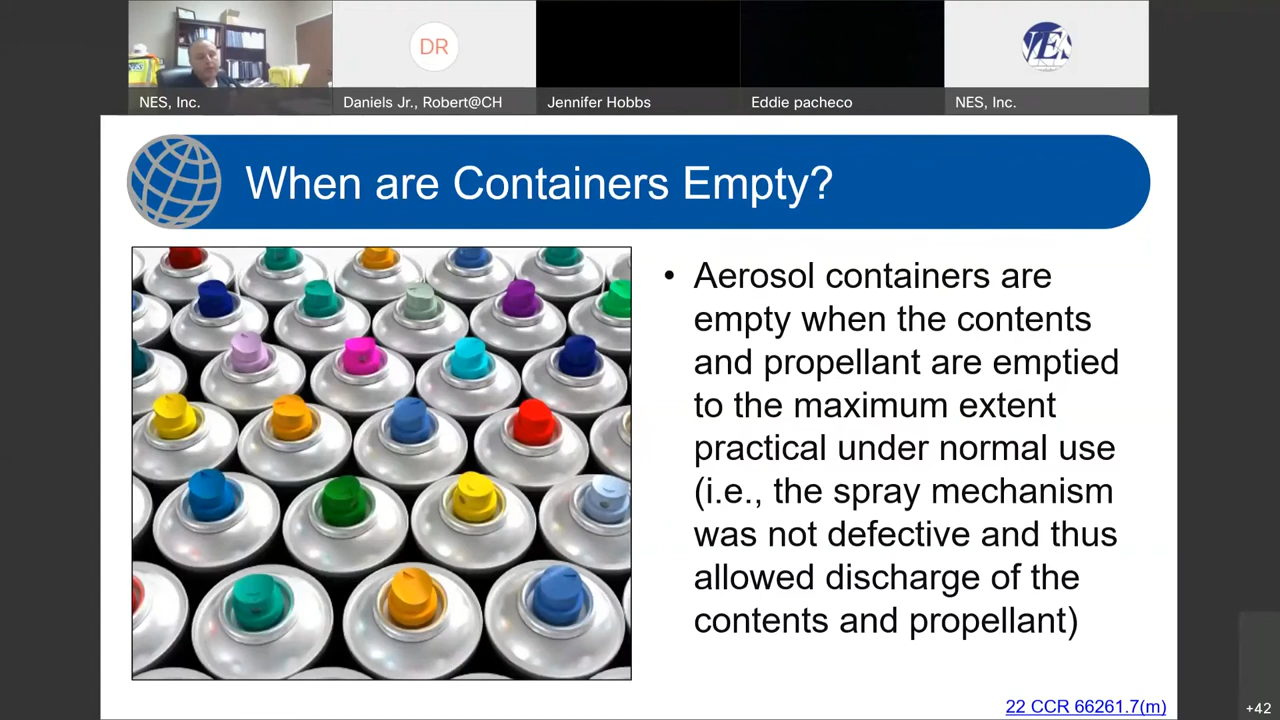 DR
NES, Inc.
Daniels Jr., Robert@CH
Jennifer Hobbs
Eddie pacheco
NES, Inc.
When are Containers Empty?
• Aerosol containers are
empty when the contents
and propellant are emptied
to the maximum extent
practical under normal use
(i.e., the spray mechanism
was not defective and thus
allowed discharge of the
contents and propellant)
22 CCR 66261.7(m)
+42